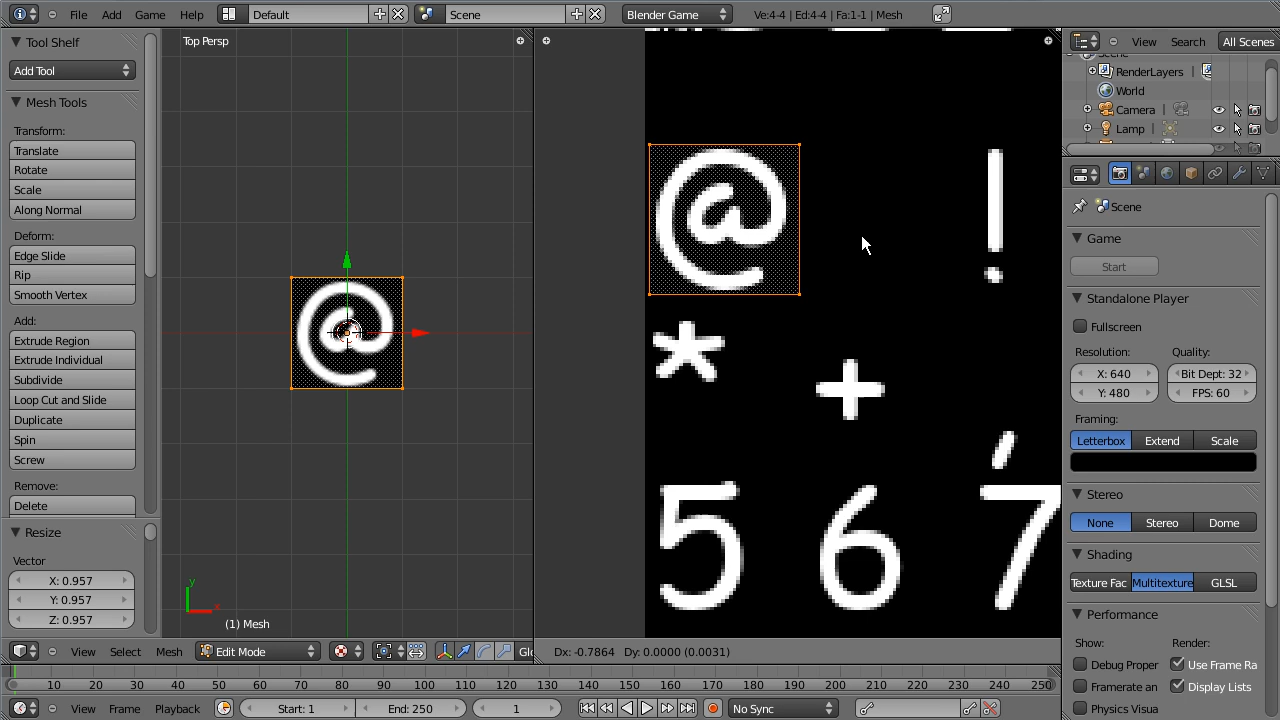 File Add Game Help Default Scene Blender Game Ve:4-4 | Ed:4-4 | Fa:1-1 | Mesh
Tool Shelf
Add Tool
Mesh Tools
Transform:
Translate
Rotate
Scale
Along Normal
Deform:
Edge Slide
Rip
Smooth Vertex
Add:
Extrude Region
Extrude Individual
Subdivide
Loop Cut and Slide
Duplicate
Spin
Screw
Remove:
Delete
Resize
Vector
X: 0.957
Y: 0.957
Z: 0.957
Top Persp
@
y
x
(1) Mesh
View Select Mesh Edit Mode Glo
@ !
* +
5 6 7
Dx: -0.7864 Dy: 0.0000 (0.0031)
View Search All Scenes
Scene
RenderLayers |
World
Camera |
Lamp |
Scene
Game
Start
Standalone Player
Fullscreen
Resolution: Quality:
X: 640 Bit Dept: 32
Y: 480 FPS: 60
Framing:
Letterbox Extend Scale
Stereo
None Stereo Dome
Shading
Texture Fac Multitexture GLSL
Performance
Show: Render:
Debug Proper Use Frame Ra
Framerate an Display Lists
Physics Visua
10 20 30 40 50 60 70 80 90 100 110 120 130 140 150 160 170 180 190 200 210 220 230 240 250
View Frame Playback Start: 1 End: 250 1 No Sync